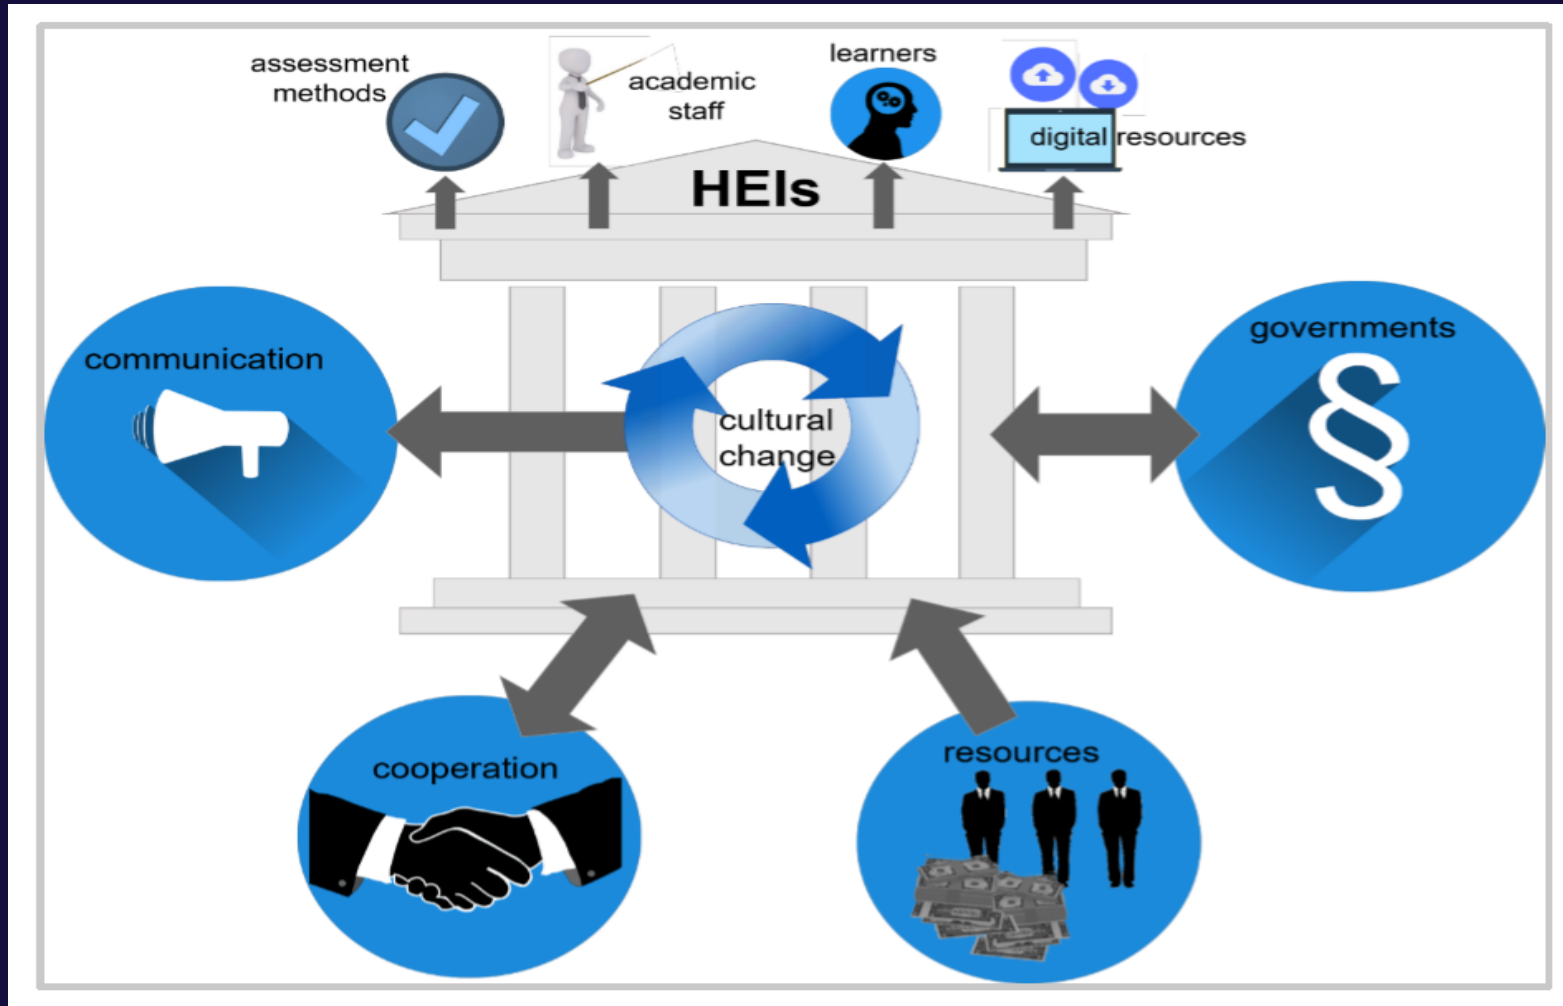 assessment
methods
academic
staff
learners
digital resources
HEIs
communication
cultural
change
governments
cooperation
resources